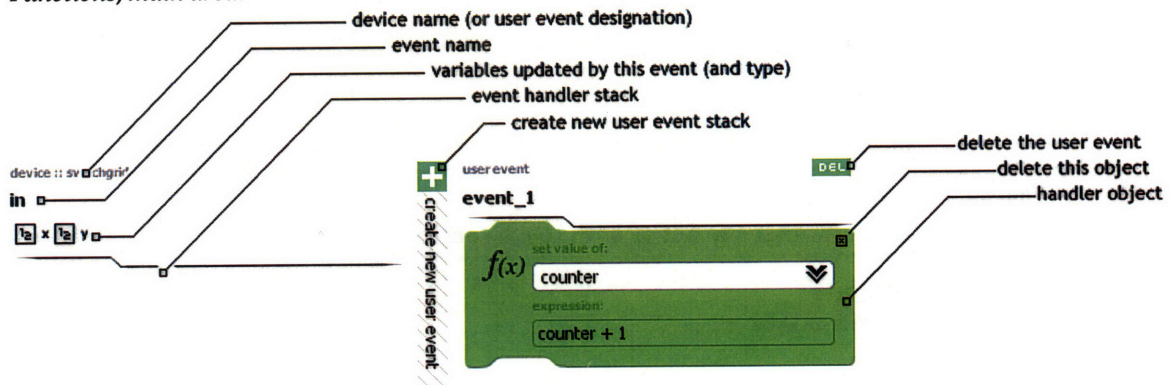 device name (or user event designation)
event name
variables updated by this event (and type)
event handler stack
create new user event stack
delete the user event
delete this object
handler object
device ::
in
x y
create new user event
user event
event_1
DEL
f(x)
set value of:
counter
expression:
counter + 1